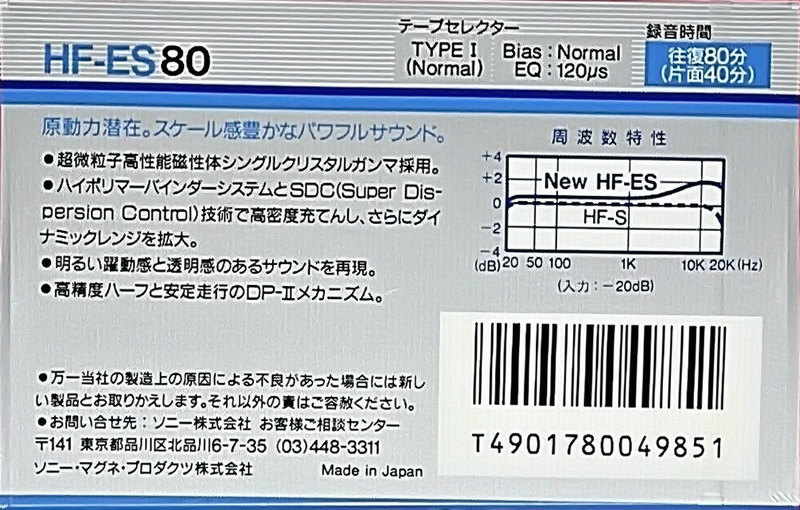 HF-ES80
テープセレクター
TYPE I
(Normal)
Bias : Normal
EQ : 120μs
録音時間
往復80分
(片面40分)
原動力潜在。スケール感豊かなパワフルサウンド。
●超微粒子高性能磁性体シングルクリスタルガンマ採用。
●ハイポリマーバインダーシステムとSDC(Super Dis-
persion Control)技術で高密度充てんし、さらにダイ
ナミックレンジを拡大。
●明るい躍動感と透明感のあるサウンドを再現。
●高精度ハーフと安定走行のDP-IIメカニズム。
周波数特性
+4
+2
0
−2
−4
New HF-ES
HF-S
(dB) 20 50 100 1K 10K 20K (Hz)
(入力:−20dB)
●万一当社の製造上の原因による不良があった場合には新し
い製品とお取りかえします。それ以外の責はご容赦ください。
●お問い合せ先：ソニー株式会社 お客様ご相談センター
〒141 東京都品川区北品川6-7-35 (03)448-3311
ソニー・マグネ・プロダクツ株式会社 Made in Japan
T4901780049851